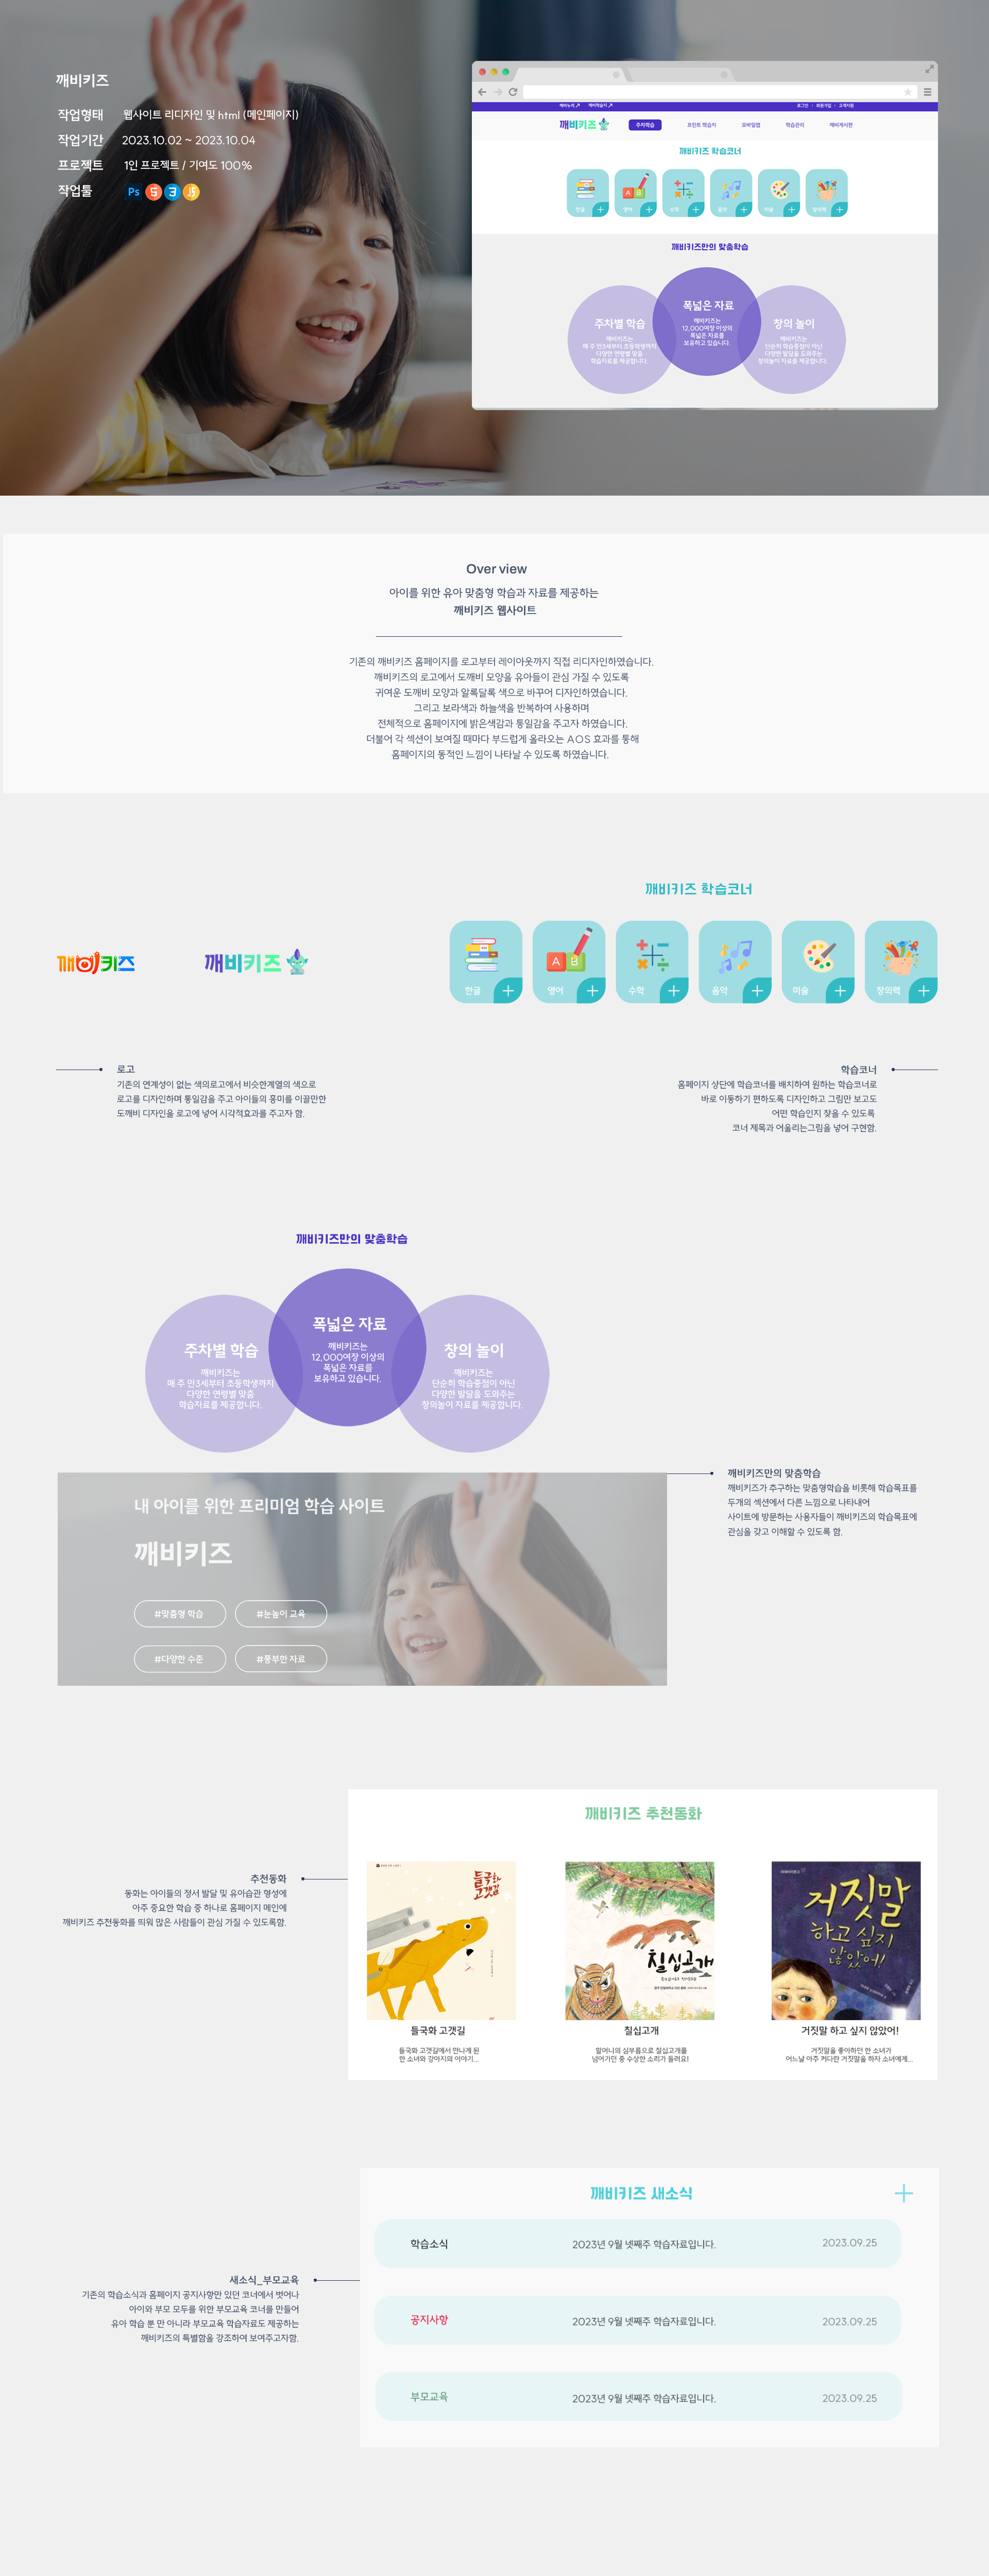 깨비키즈
작업형태 웹사이트 리디자인 및 html (메인페이지)
작업기간 2023.10.02 ~ 2023.10.04
프로젝트 1인 프로젝트 / 기여도 100%
작업툴 Ps 5 3 JS
깨비누리 깨비학습지 로그인 회원가입 고객지원
깨비키즈 주차학습 프린트 학습지 모바일앱 학습관리 깨비게시판
깨비키즈 학습코너
한글 영어 수학 음악 미술 창의력
깨비키즈만의 맞춤학습
주차별 학습
깨비키즈는
매 주 만3세부터 초등학생까지
다양한 연령별 맞춤
학습자료를 제공합니다.
폭넓은 자료
깨비키즈는
12,000여장 이상의
폭넓은 자료를
보유하고 있습니다.
창의 놀이
깨비키즈는
단순히 학습중점이 아닌
다양한 발달을 도와주는
창의놀이 자료를 제공합니다.
Over view
아이를 위한 유아 맞춤형 학습과 자료를 제공하는
깨비키즈 웹사이트
기존의 깨비키즈 홈페이지를 로고부터 레이아웃까지 직접 리디자인하였습니다.
깨비키즈의 로고에서 도깨비 모양을 유아들이 관심 가질 수 있도록
귀여운 도깨비 모양과 알록달록 색으로 바꾸어 디자인하였습니다.
그리고 보라색과 하늘색을 반복하여 사용하며
전체적으로 홈페이지에 밝은색감과 통일감을 주고자 하였습니다.
더불어 각 섹션이 보여질 때마다 부드럽게 올라오는 AOS 효과를 통해
홈페이지의 동적인 느낌이 나타날 수 있도록 하였습니다.
깨비키즈 깨비키즈
깨비키즈 학습코너
한글 영어 수학 음악 미술 창의력
A B
로고
기존의 연계성이 없는 색의로고에서 비슷한계열의 색으로
로고를 디자인하며 통일감을 주고 아이들의 흥미를 이끌만한
도깨비 디자인을 로고에 넣어 시각적효과를 주고자 함.
학습코너
홈페이지 상단에 학습코너를 배치하여 원하는 학습코너로
바로 이동하기 편하도록 디자인하고 그림만 보고도
어떤 학습인지 찾을 수 있도록
코너 제목과 어울리는그림을 넣어 구현함.
깨비키즈만의 맞춤학습
주차별 학습
깨비키즈는
매 주 만3세부터 초등학생까지
다양한 연령별 맞춤
학습자료를 제공합니다.
폭넓은 자료
깨비키즈는
12,000여장 이상의
폭넓은 자료를
보유하고 있습니다.
창의 놀이
깨비키즈는
단순히 학습중점이 아닌
다양한 발달을 도와주는
창의놀이 자료를 제공합니다.
내 아이를 위한 프리미엄 학습 사이트
깨비키즈
#맞춤형 학습 #눈높이 교육
#다양한 수준 #풍부한 자료
깨비키즈만의 맞춤학습
깨비키즈가 추구하는 맞춤형학습을 비롯해 학습목표를
두개의 섹션에서 다른 느낌으로 나타내어
사이트에 방문하는 사용자들이 깨비키즈의 학습목표에
관심을 갖고 이해할 수 있도록 함.
추천동화
동화는 아이들의 정서 발달 및 유아습관 형성에
아주 중요한 학습 중 하나로 홈페이지 메인에
깨비키즈 추천동화를 띄워 많은 사람들이 관심 가질 수 있도록함.
깨비키즈 추천동화
들국화 고갯길
칠십고개
거짓말
하고 싶지
않았어!
들국화 고갯길
들국화 고갯길에서 만나게 된
한 소녀와 강아지의 이야기...
칠십고개
할머니의 심부름으로 칠십고개를
넘어가던 중 수상한 소리가 들려요!
거짓말 하고 싶지 않았어!
거짓말을 좋아하던 한 소녀가
어느날 아주 커다란 거짓말을 하자 소녀에게...
새소식_부모교육
기존의 학습소식과 홈페이지 공지사항만 있던 코너에서 벗어나
아이와 부모 모두를 위한 부모교육 코너를 만들어
유아 학습 뿐 만 아니라 부모교육 학습자료도 제공하는
깨비키즈의 특별함을 강조하여 보여주고자함.
깨비키즈 새소식
학습소식 2023년 9월 넷째주 학습자료입니다. 2023.09.25
공지사항 2023년 9월 넷째주 학습자료입니다. 2023.09.25
부모교육 2023년 9월 넷째주 학습자료입니다. 2023.09.25